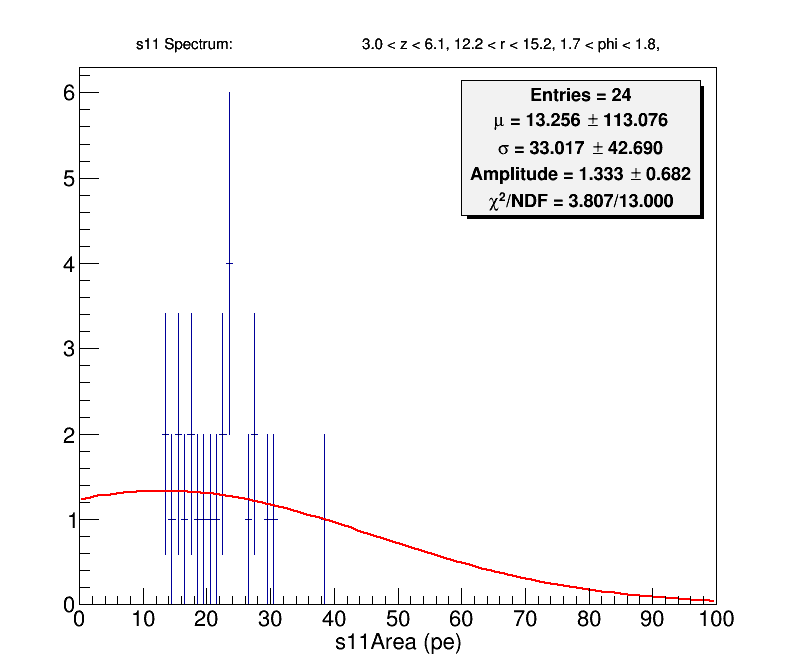 s11 Spectrum: 3.0 < z < 6.1, 12.2 < r < 15.2, 1.7 < phi < 1.8,
Entries = 24
μ = 13.256 ± 113.076
σ = 33.017 ± 42.690
Amplitude = 1.333 ± 0.682
χ²/NDF = 3.807/13.000
6
5
4
3
2
1
0
0 10 20 30 40 50 60 70 80 90 100
s11Area (pe)